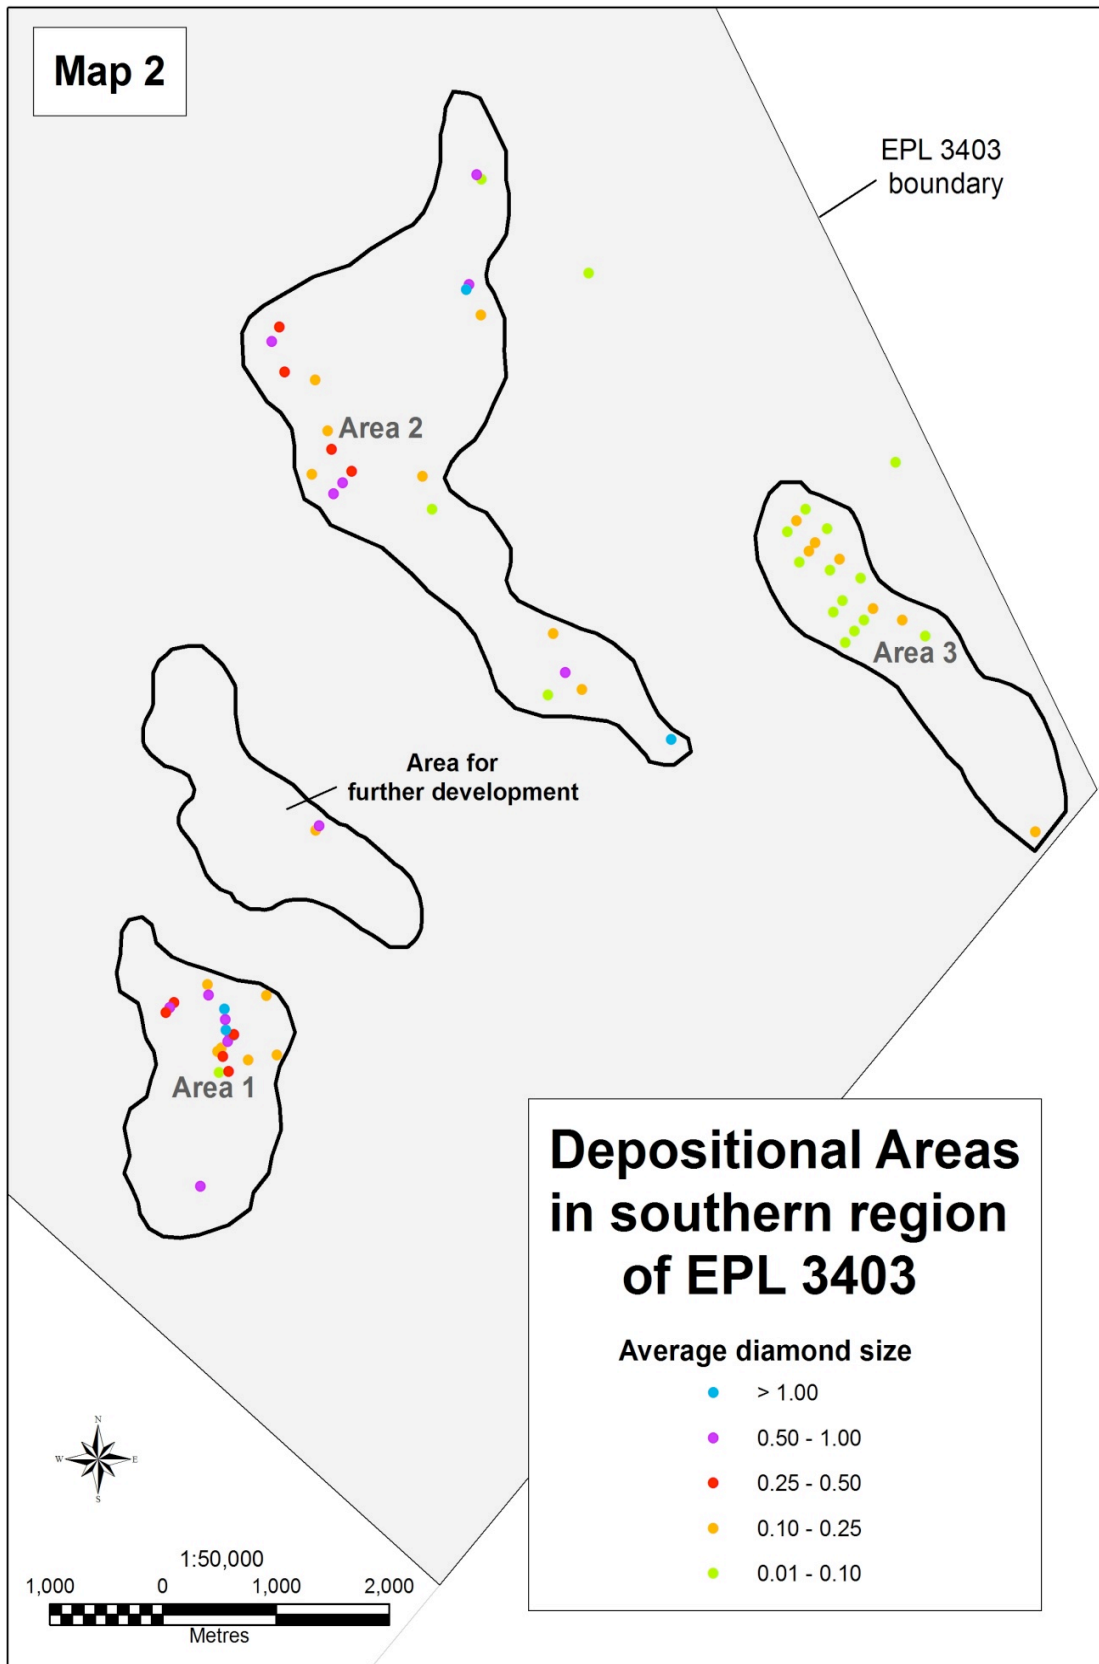 Map 2
EPL 3403
boundary
Area 2
Area 3
Area for
further development
Area 1
Depositional Areas
in southern region
of EPL 3403
Average diamond size
> 1.00
0.50 - 1.00
0.25 - 0.50
0.10 - 0.25
0.01 - 0.10
N
W
E
S
1:50,000
1,000 0 1,000 2,000
Metres